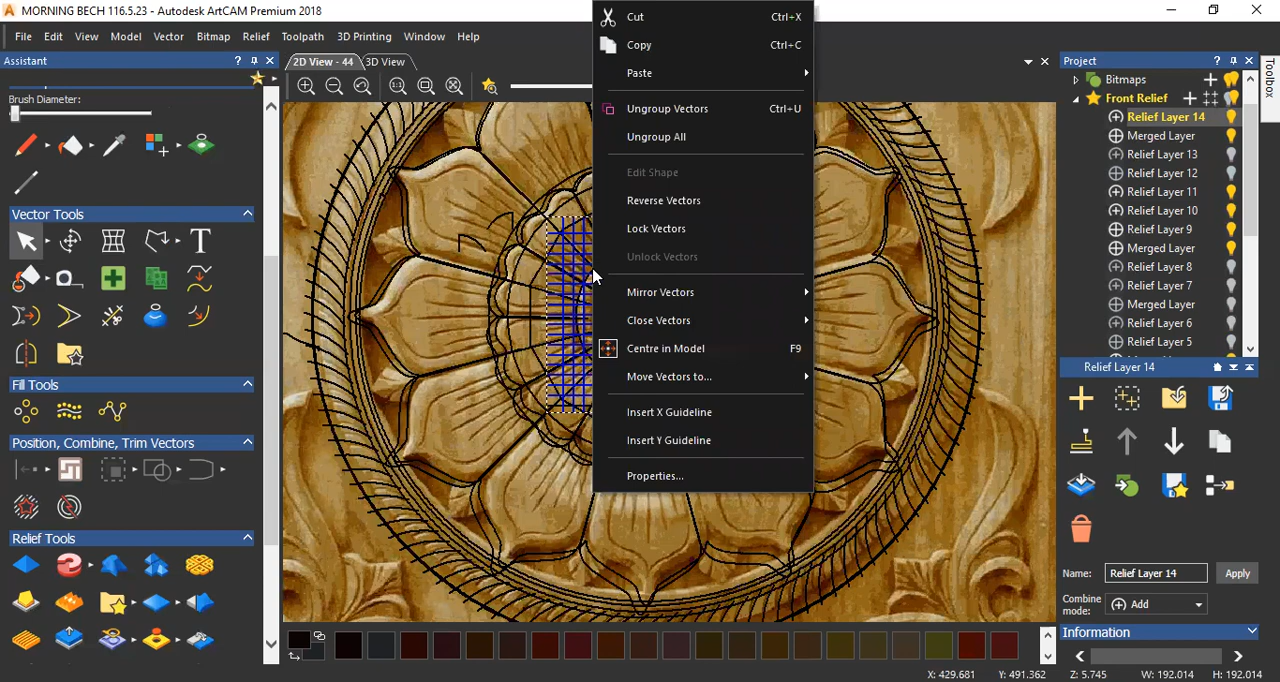 MORNING BECH 116.5.23 - Autodesk ArtCAM Premium 2018
File Edit View Model Vector Bitmap Relief Toolpath 3D Printing Window Help
Assistant
Brush Diameter:
Vector Tools
Fill Tools
Position, Combine, Trim Vectors
Relief Tools
2D View - 44 3D View
Cut Ctrl+X
Copy Ctrl+C
Paste
Ungroup Vectors Ctrl+U
Ungroup All
Edit Shape
Reverse Vectors
Lock Vectors
Unlock Vectors
Mirror Vectors
Close Vectors
Centre in Model F9
Move Vectors to...
Insert X Guideline
Insert Y Guideline
Properties...
Project
Toolbox
Bitmaps
Front Relief
Relief Layer 14
Merged Layer
Relief Layer 13
Relief Layer 12
Relief Layer 11
Relief Layer 10
Relief Layer 9
Merged Layer
Relief Layer 8
Relief Layer 7
Merged Layer
Relief Layer 6
Relief Layer 5
Relief Layer 14
Name: Relief Layer 14 Apply
Combine mode: Add
Information
X: 429.681 Y: 491.362 Z: 5.745 W: 192.014 H: 192.014